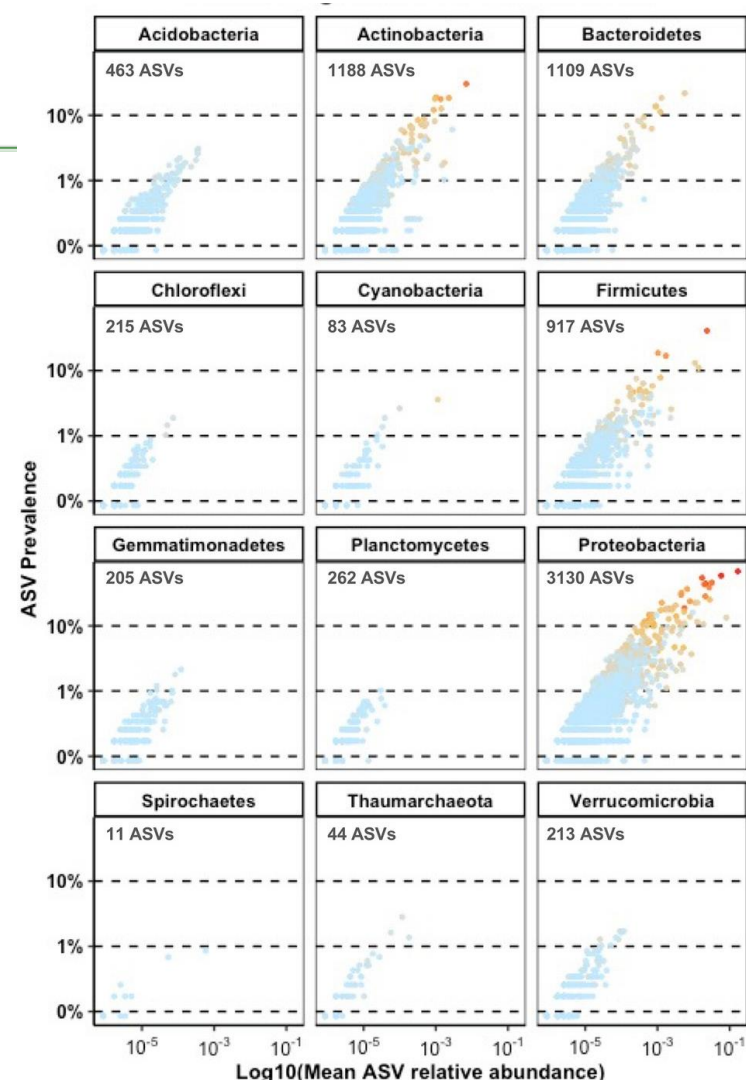 Acidobacteria Actinobacteria Bacteroidetes
463 ASVs 1188 ASVs 1109 ASVs
10%
1%
0%
Chloroflexi Cyanobacteria Firmicutes
215 ASVs 83 ASVs 917 ASVs
10%
1%
0%
ASV Prevalence
Gemmatimonadetes Planctomycetes Proteobacteria
205 ASVs 262 ASVs 3130 ASVs
10%
1%
0%
Spirochaetes Thaumarchaeota Verrucomicrobia
11 ASVs 44 ASVs 213 ASVs
10%
1%
0%
10⁻⁵ 10⁻³ 10⁻¹ 10⁻⁵ 10⁻³ 10⁻¹ 10⁻⁵ 10⁻³ 10⁻¹
Log10(Mean ASV relative abundance)